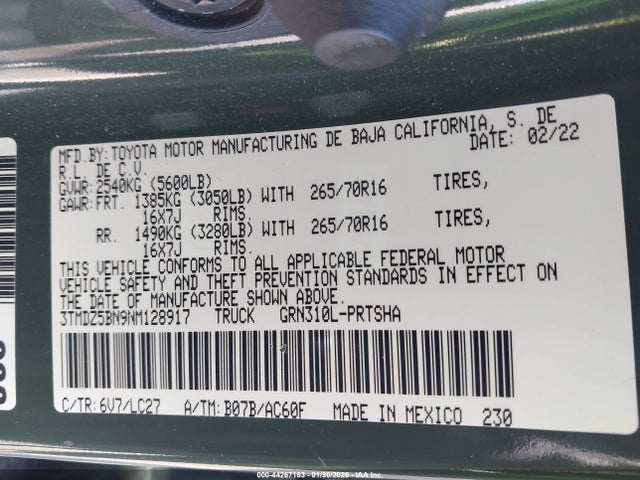 MFD.BY:TOYOTA MOTOR MANUFACTURING DE BAJA CALIFORNIA, S. DE
R.L. DE C.V. DATE: 02/22
GVWR:2540KG (5600LB)
GAWR:FRT. 1385KG (3050LB) WITH 265/70R16 TIRES,
16X7J RIMS.
RR. 1490KG (3280LB) WITH 265/70R16 TIRES,
16X7J RIMS.
THIS VEHICLE CONFORMS TO ALL APPLICABLE FEDERAL MOTOR
VEHICLE SAFETY AND THEFT PREVENTION STANDARDS IN EFFECT ON
THE DATE OF MANUFACTURE SHOWN ABOVE.
3TMDZ5BN9NM128917 TRUCK GRN310L-PRTSHA
C/TR: 6V7/LC27 A/TM: B07B/AC60F MADE IN MEXICO 230
000-44267163 - 01/30/2026 - IAA Inc.